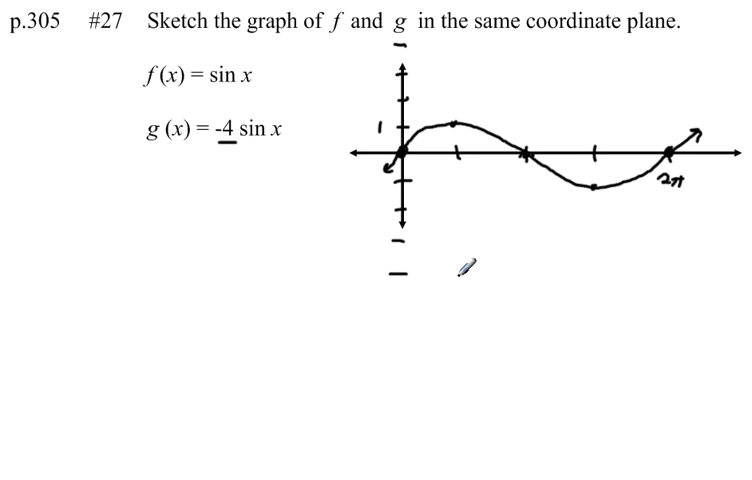 p.305 #27 Sketch the graph of f and g in the same coordinate plane.
f (x) = sin x
g (x) = -4 sin x
1
2π